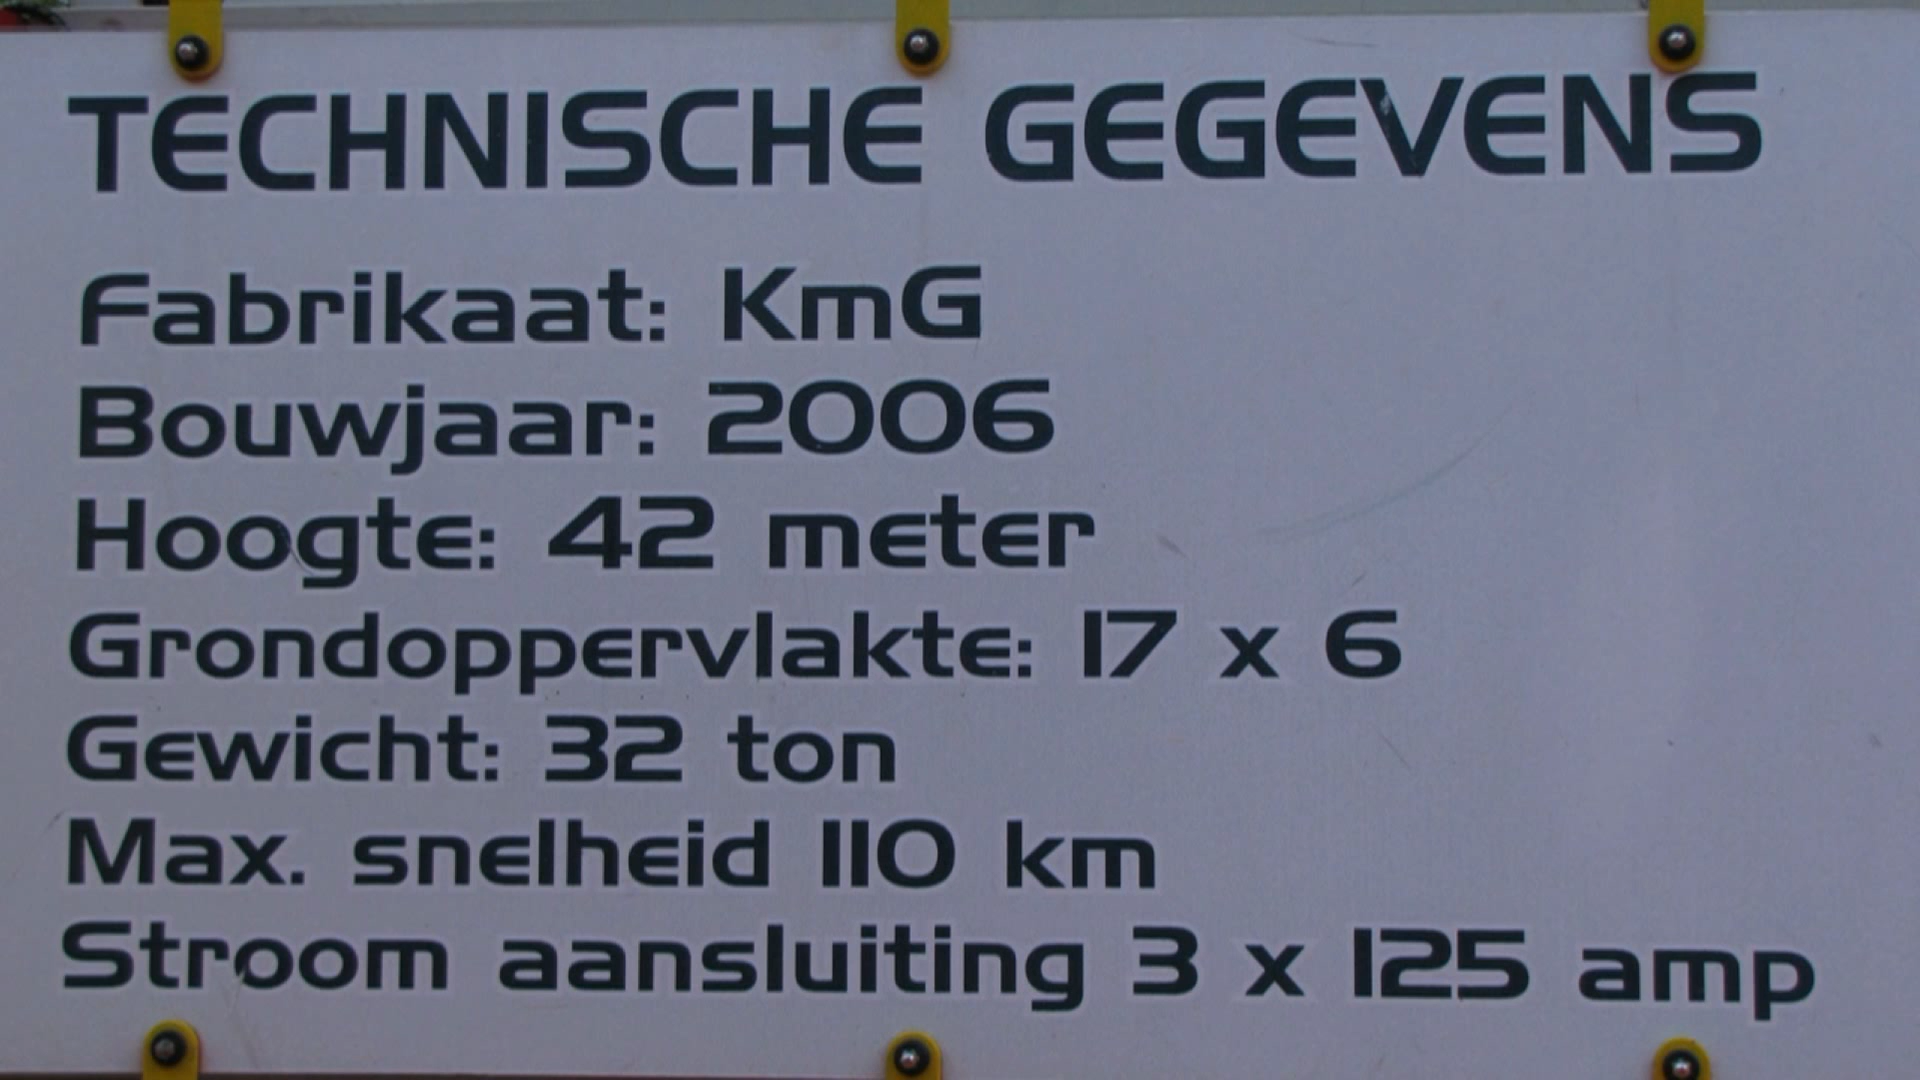 TECHNISCHE GEGEVENS
Fabrikaat: KmG
Bouwjaar: 2006
Hoogte: 42 meter
Grondoppervlakte: 17 x 6
Gewicht: 32 ton
Max. snelheid 110 km
Stroom aansluiting 3 x 125 amp